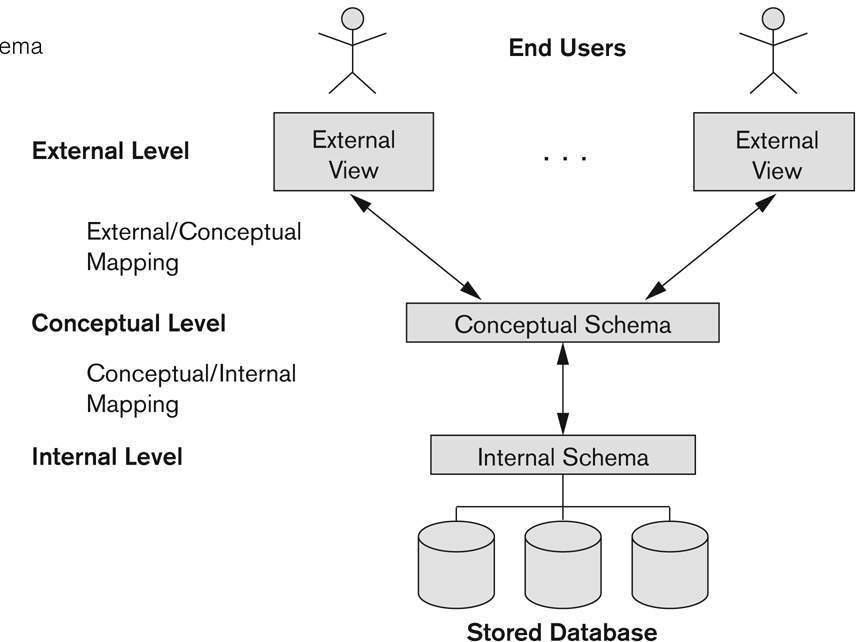 ema
End Users
External Level
External
View
. . .
External
View
External/Conceptual
Mapping
Conceptual Level
Conceptual Schema
Conceptual/Internal
Mapping
Internal Level
Internal Schema
Stored Database